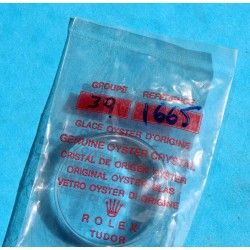 GROUPE RÉFÉRENCE
39 1665
GLACE OYSTER D'ORIGINE
GENUINE OYSTER CRYSTAL
CRISTAL DE ORIGEN OYSTER
ORIGINAL OYSTER GLAS
VETRO OYSTER DI ORIGINE
ROLEX
TUDOR